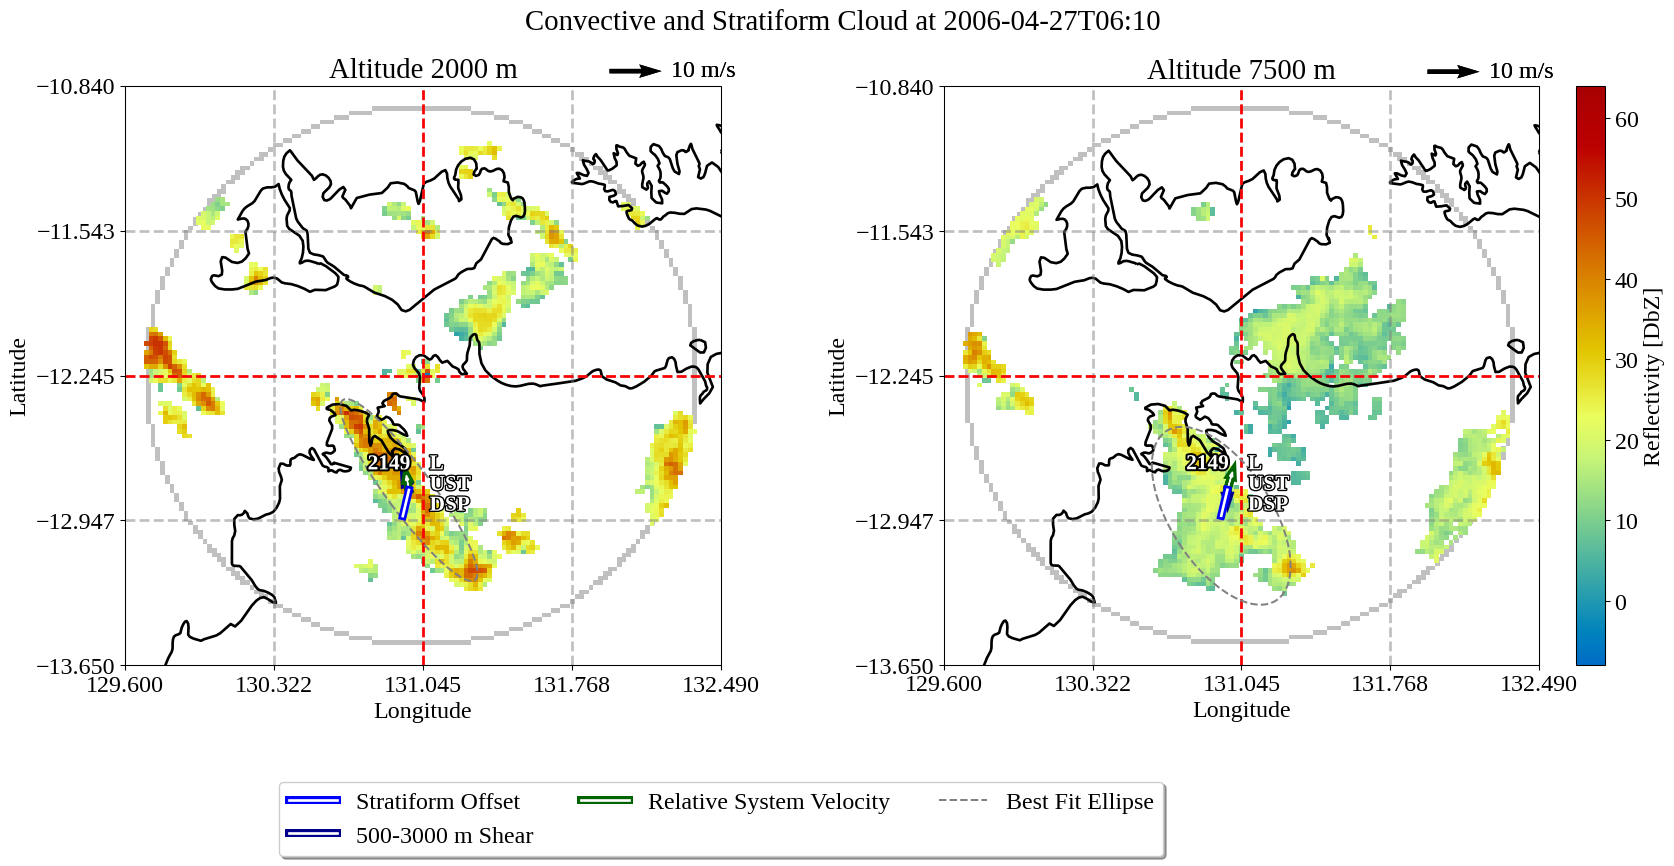 Convective and Stratiform Cloud at 2006-04-27T06:10
Altitude 2000 m
10 m/s
Altitude 7500 m
10 m/s
−10.840
−11.543
−12.245
−12.947
−13.650
Latitude
129.600
130.322
131.045
131.768
132.490
Longitude
2149
L
UST
DSP
−10.840
−11.543
−12.245
−12.947
−13.650
Latitude
129.600
130.322
131.045
131.768
132.490
Longitude
2149
L
UST
DSP
60
50
40
30
20
10
0
Reflectivity [DbZ]
Stratiform Offset
Relative System Velocity
Best Fit Ellipse
500-3000 m Shear